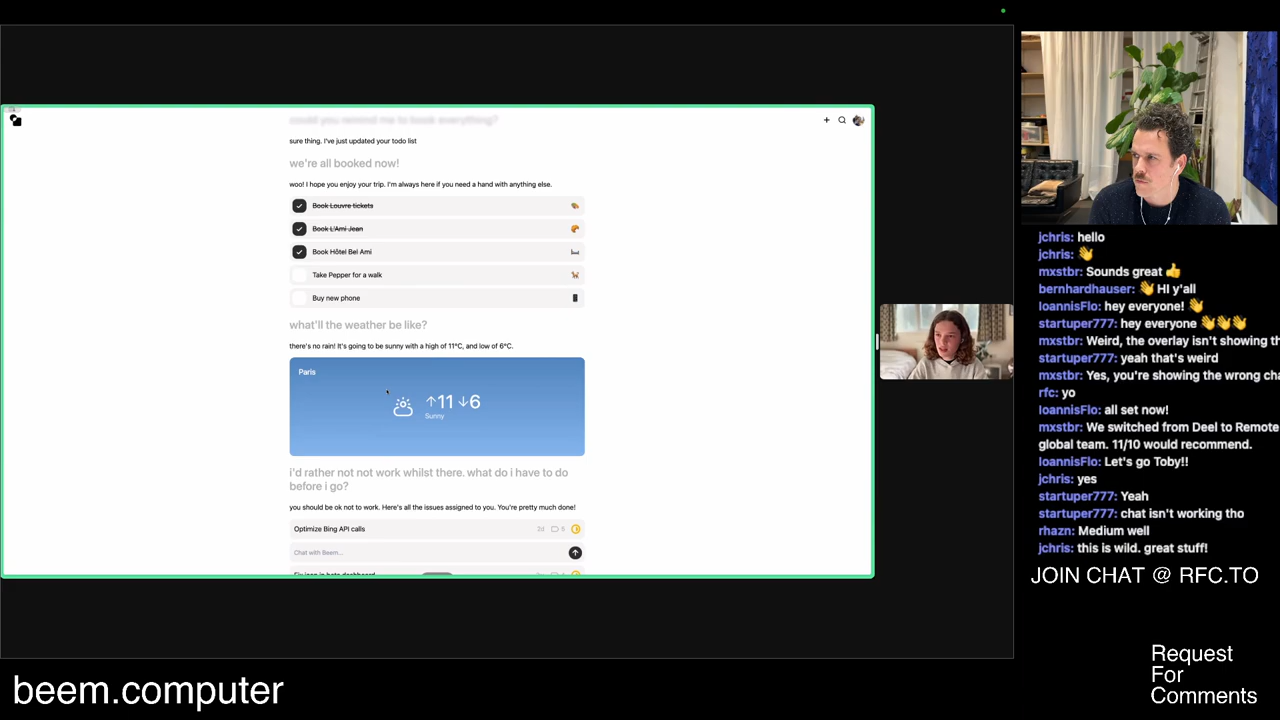 could you remind me to book everything?
sure thing. I've just updated your todo list
we're all booked now!
woo! I hope you enjoy your trip. I'm always here if you need a hand with anything else.
Book Louvre tickets
Book L'Ami Jean
Book Hôtel Bel Ami
Take Pepper for a walk
Buy new phone
what'll the weather be like?
there's no rain! It's going to be sunny with a high of 11°C, and low of 6°C.
Paris
↑11 ↓6
Sunny
i'd rather not not work whilst there. what do i have to do
before i go?
you should be ok not to work. Here's all the issues assigned to you. You're pretty much done!
Optimize Bing API calls
2d
Chat with Beem...
jchris: hello
jchris: 👋
mxstbr: Sounds great 👍
bernhardhauser: 👋 HI y'all
IoannisFlo: hey everyone! 👋
startuper777: hey everyone 👋👋👋
mxstbr: Weird, the overlay isn't showing th
startuper777: yeah that's weird
mxstbr: Yes, you're showing the wrong cha
rfc: yo
IoannisFlo: all set now!
mxstbr: We switched from Deel to Remote
global team. 11/10 would recommend.
IoannisFlo: Let's go Toby!!
jchris: yes
startuper777: Yeah
startuper777: chat isn't working tho
rhazn: Medium well
jchris: this is wild. great stuff!
JOIN CHAT @ RFC.TO
Request
For
Comments
beem.computer